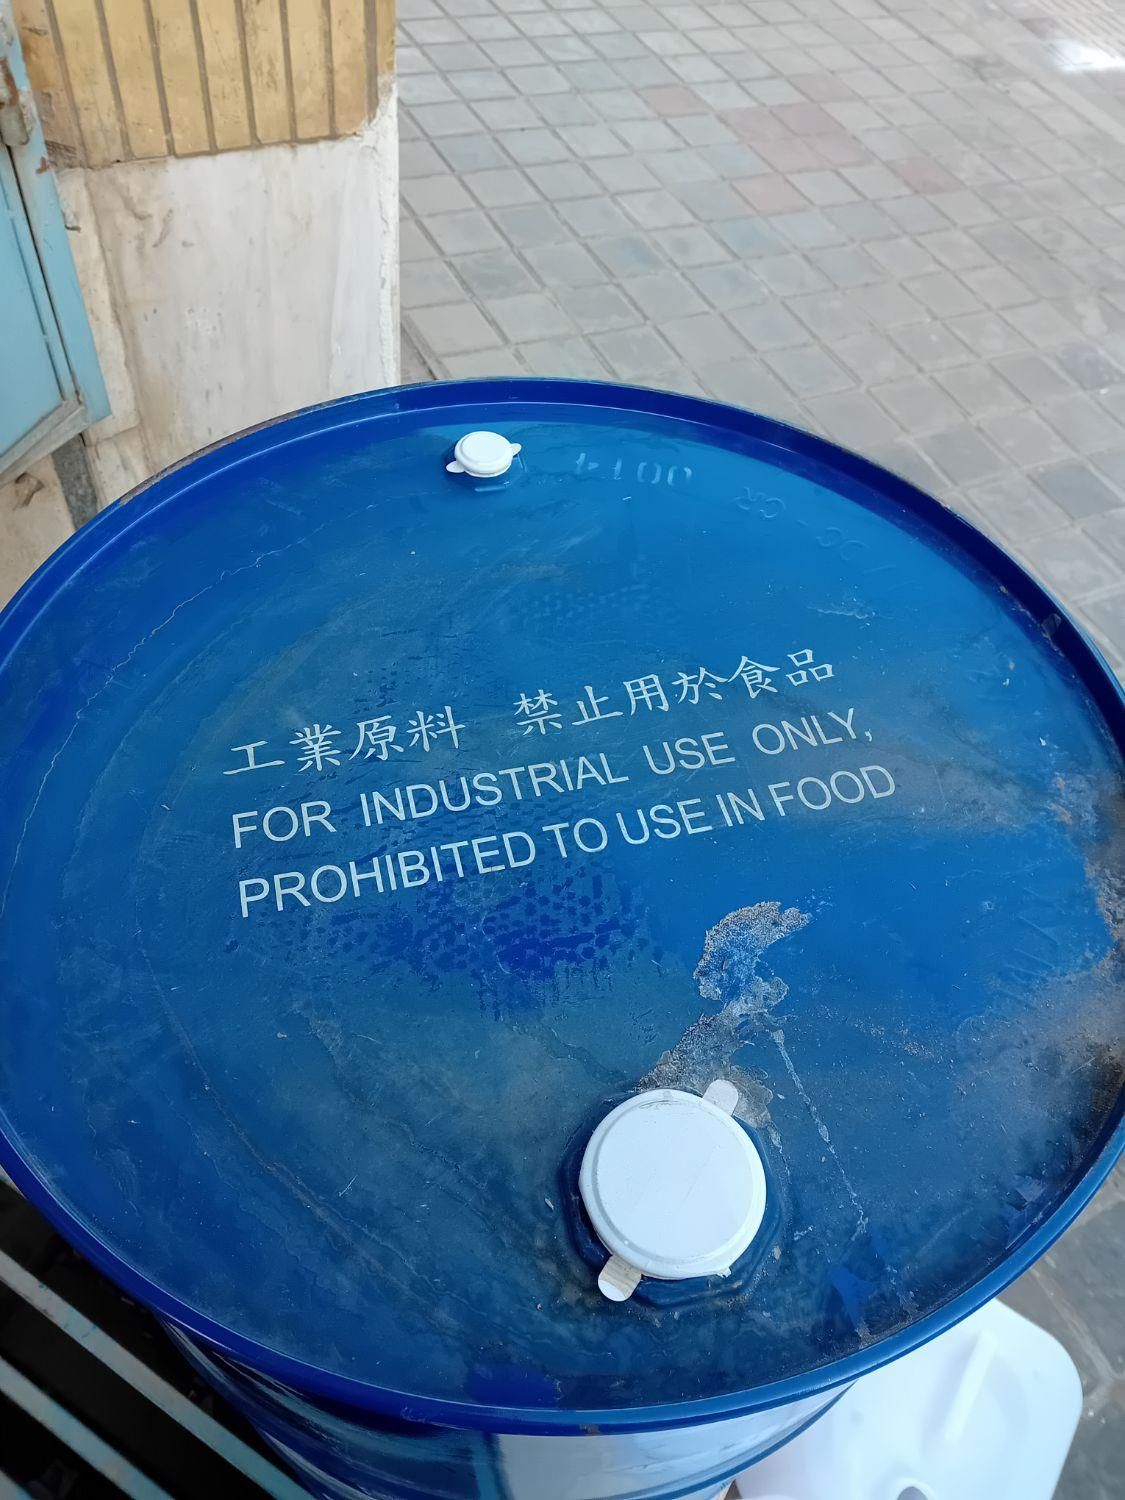 工業原料 禁止用於食品
FOR INDUSTRIAL USE ONLY,
PROHIBITED TO USE IN FOOD